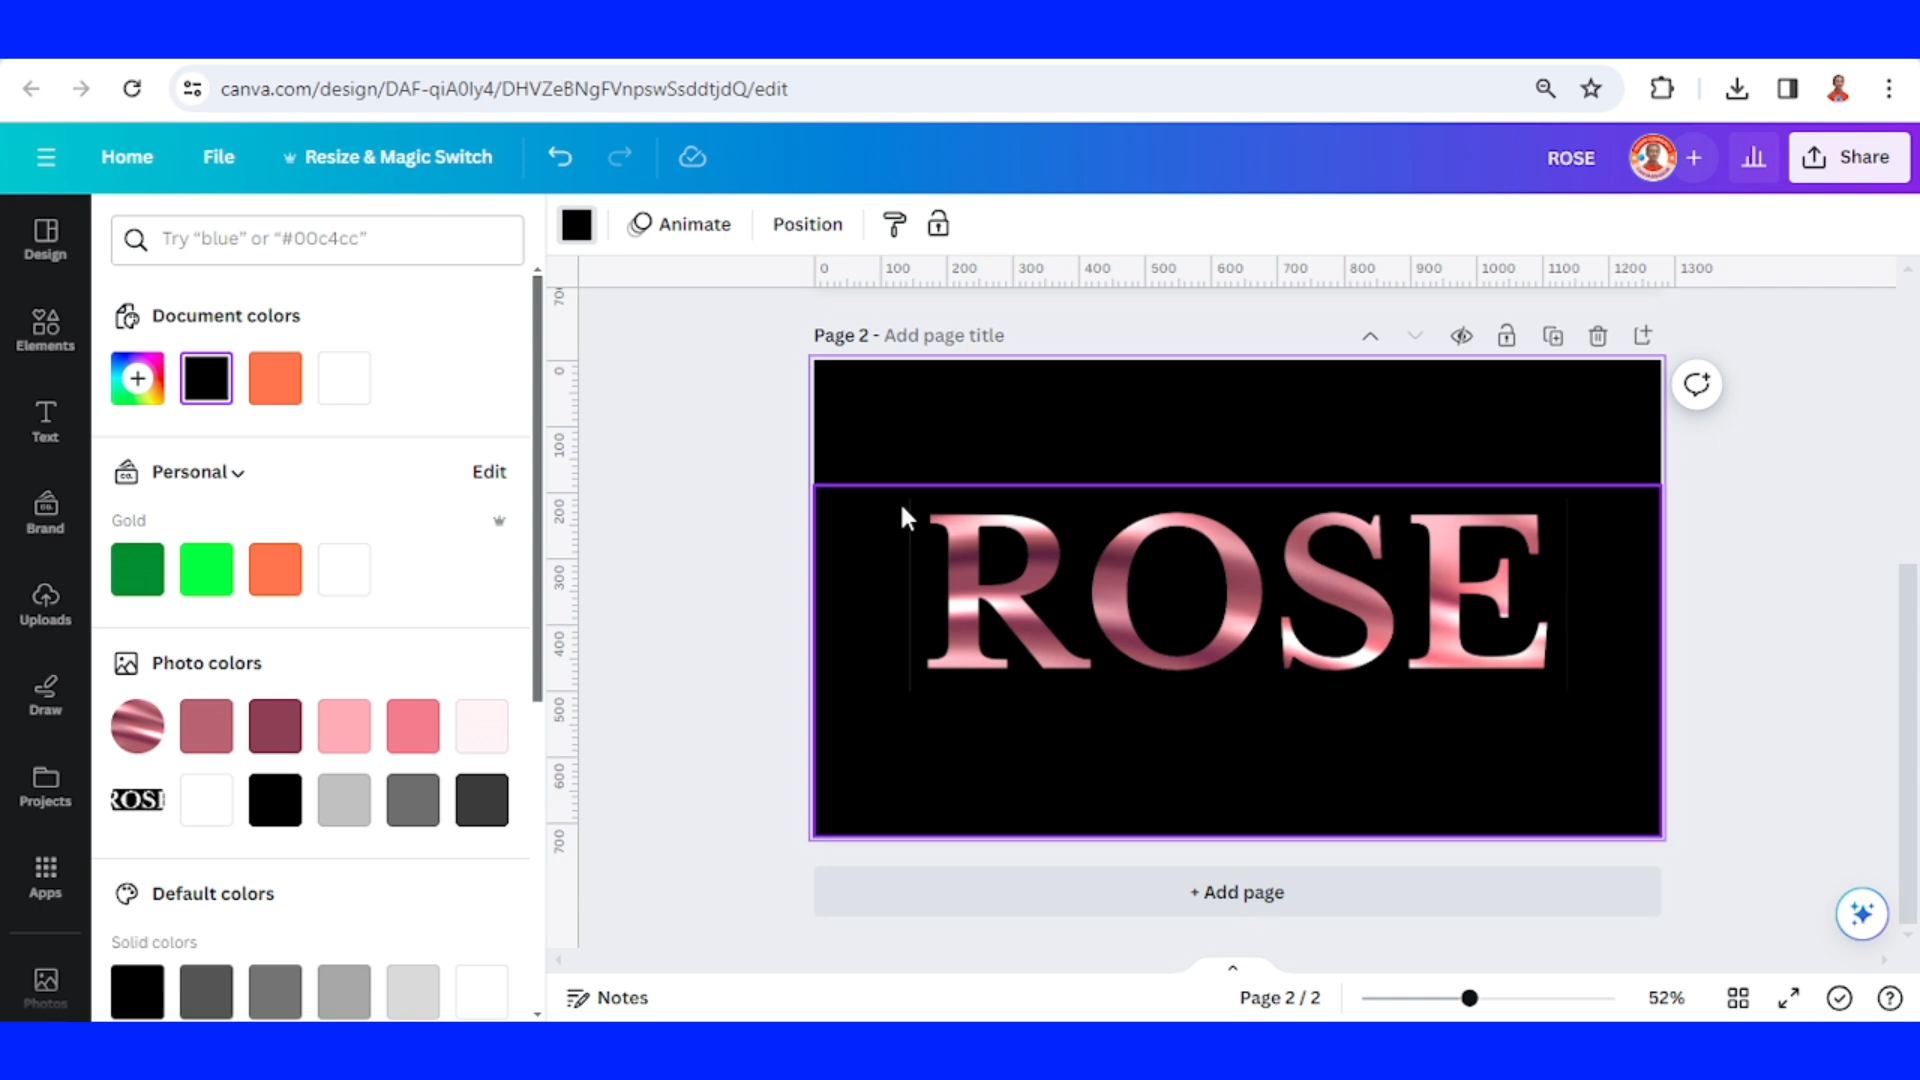 canva.com/design/DAF-qiA0Iy4/DHVZeBNgFVnpswSsddtjdQ/edit
Home File Resize & Magic Switch ROSE Share
Design
Elements
Text
Brand
Uploads
Draw
Projects
Apps
Photos
Try “blue” or “#00c4cc”
Document colors
Personal Edit
Gold
Photo colors
ROSE
Default colors
Solid colors
Animate Position
0 100 200 300 400 500 600 700 800 900 1000 1100 1200 1300
70
0
100
200
300
400
500
600
700
Page 2 - Add page title
ROSE
+ Add page
Notes Page 2 / 2 52%